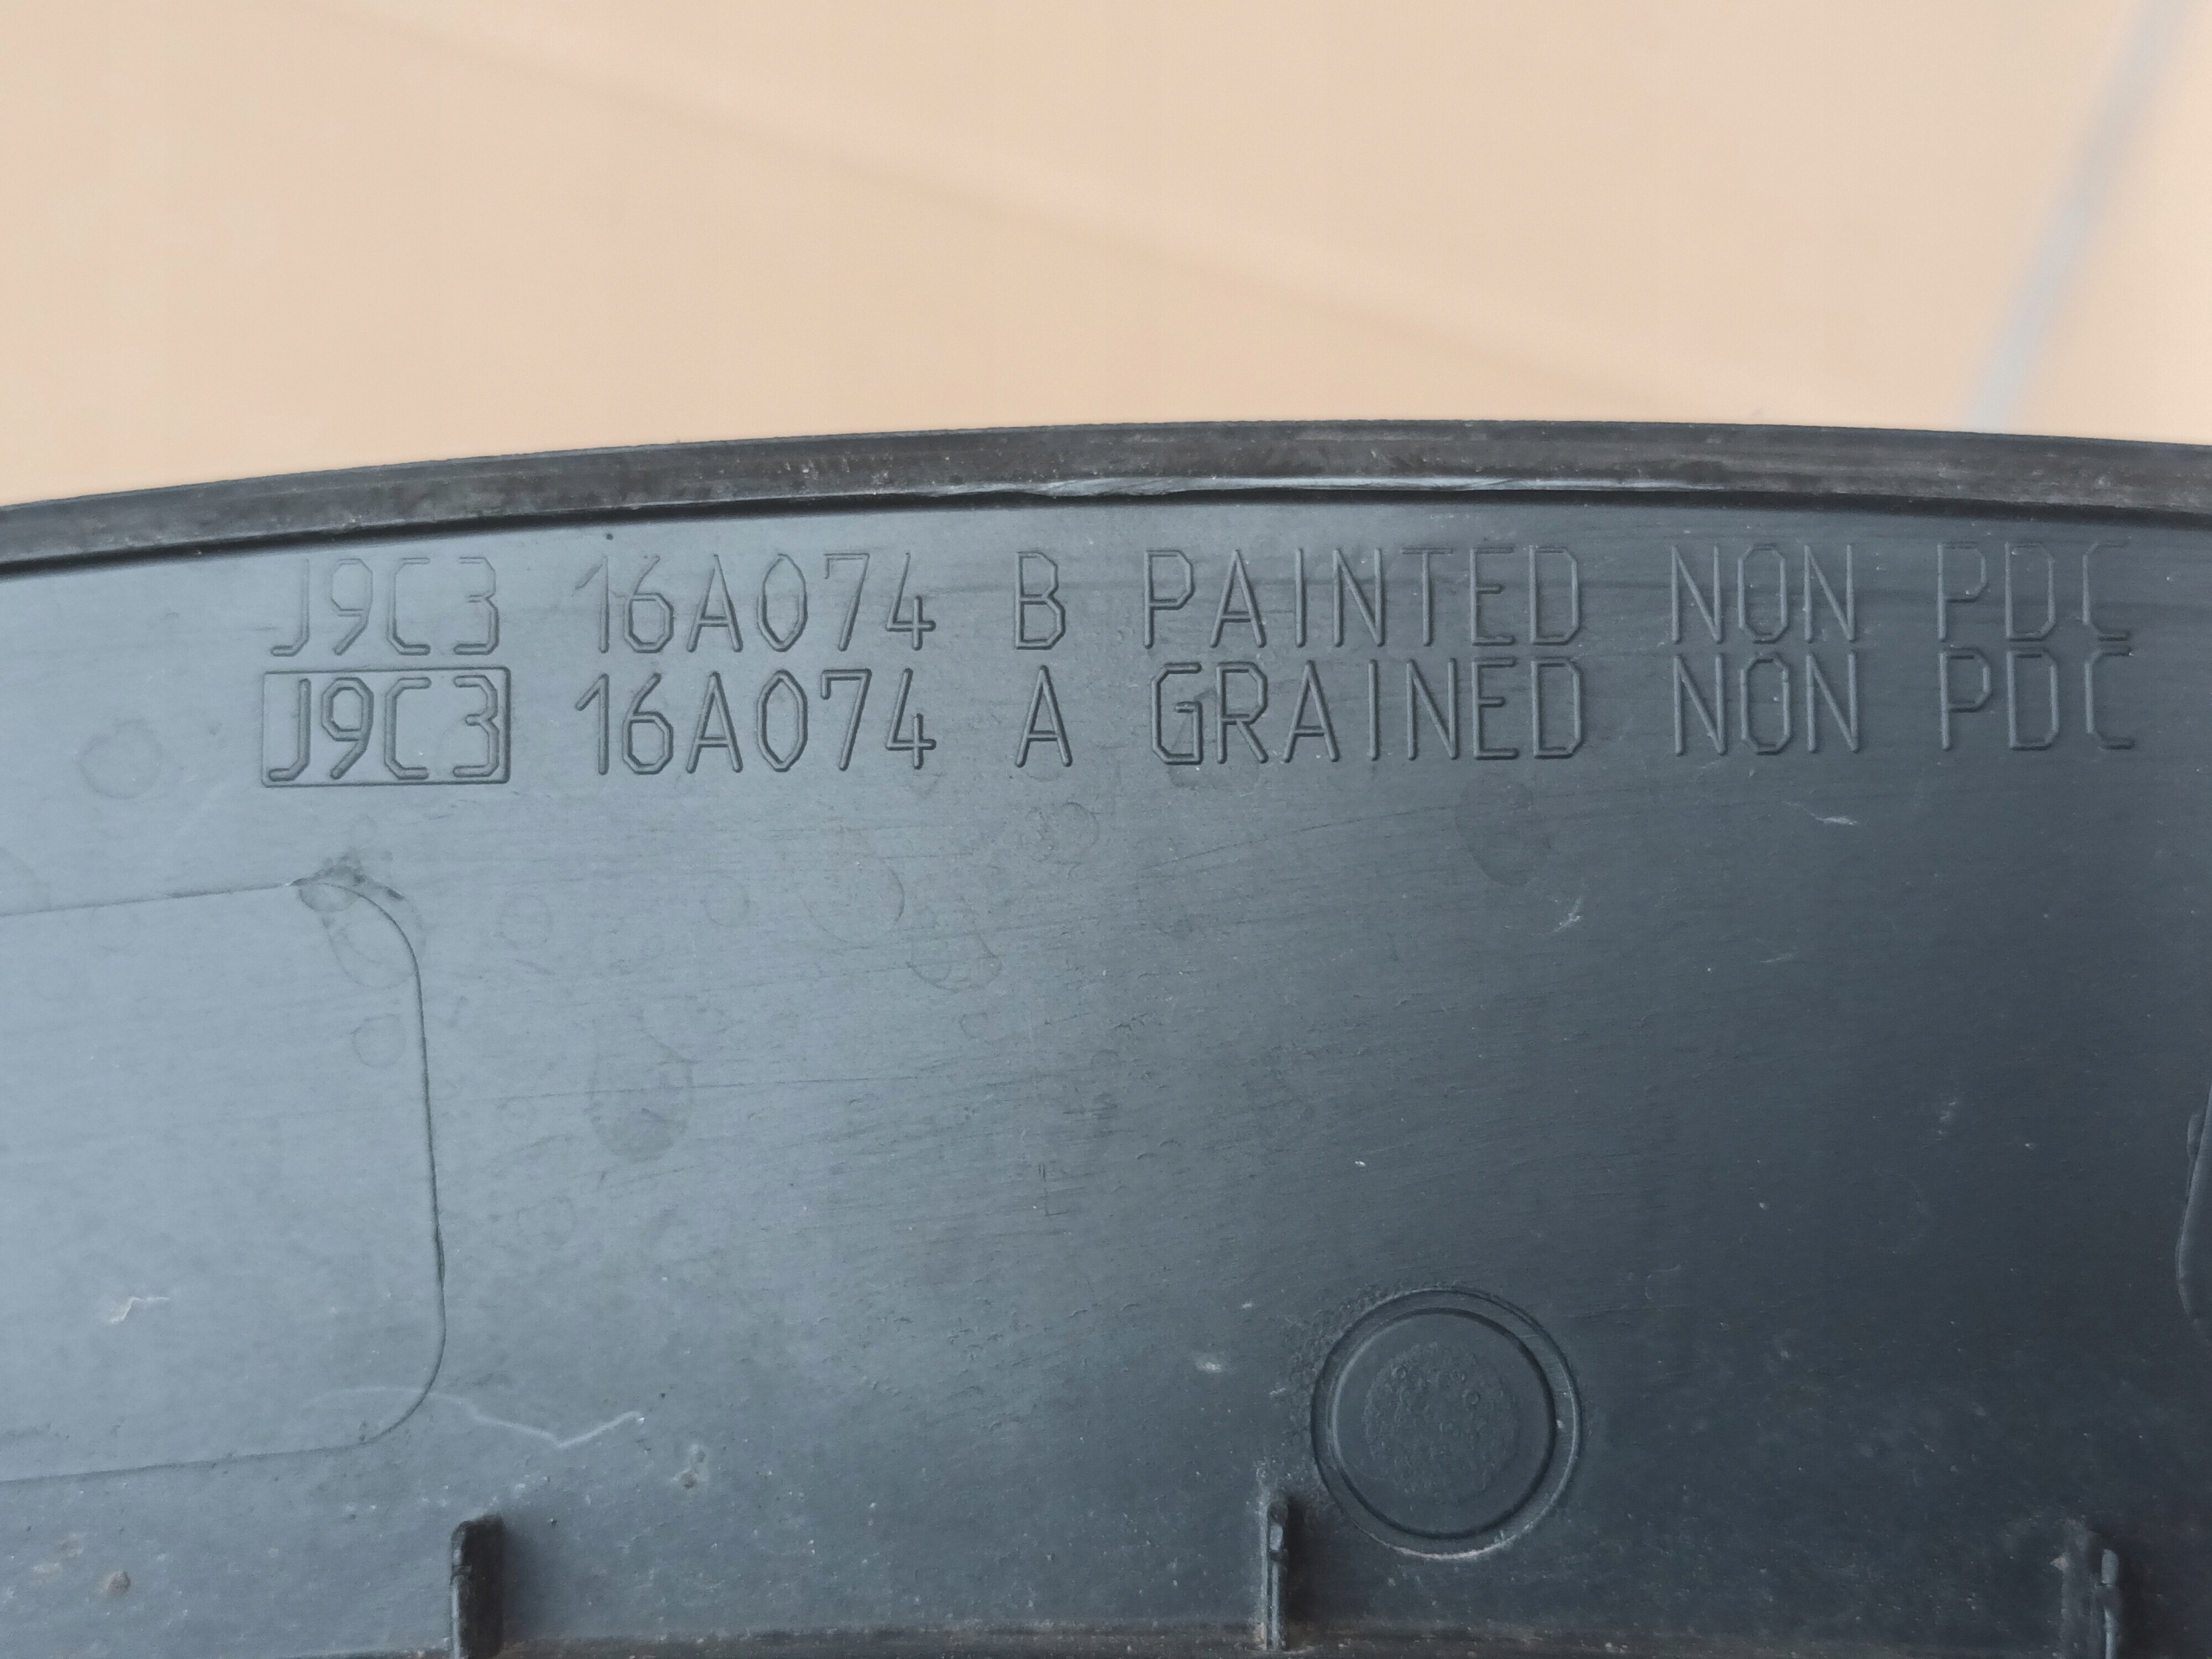 J9C3 16A074 B PAINTED NON PDC
J9C3 16A074 A GRAINED NON PDC